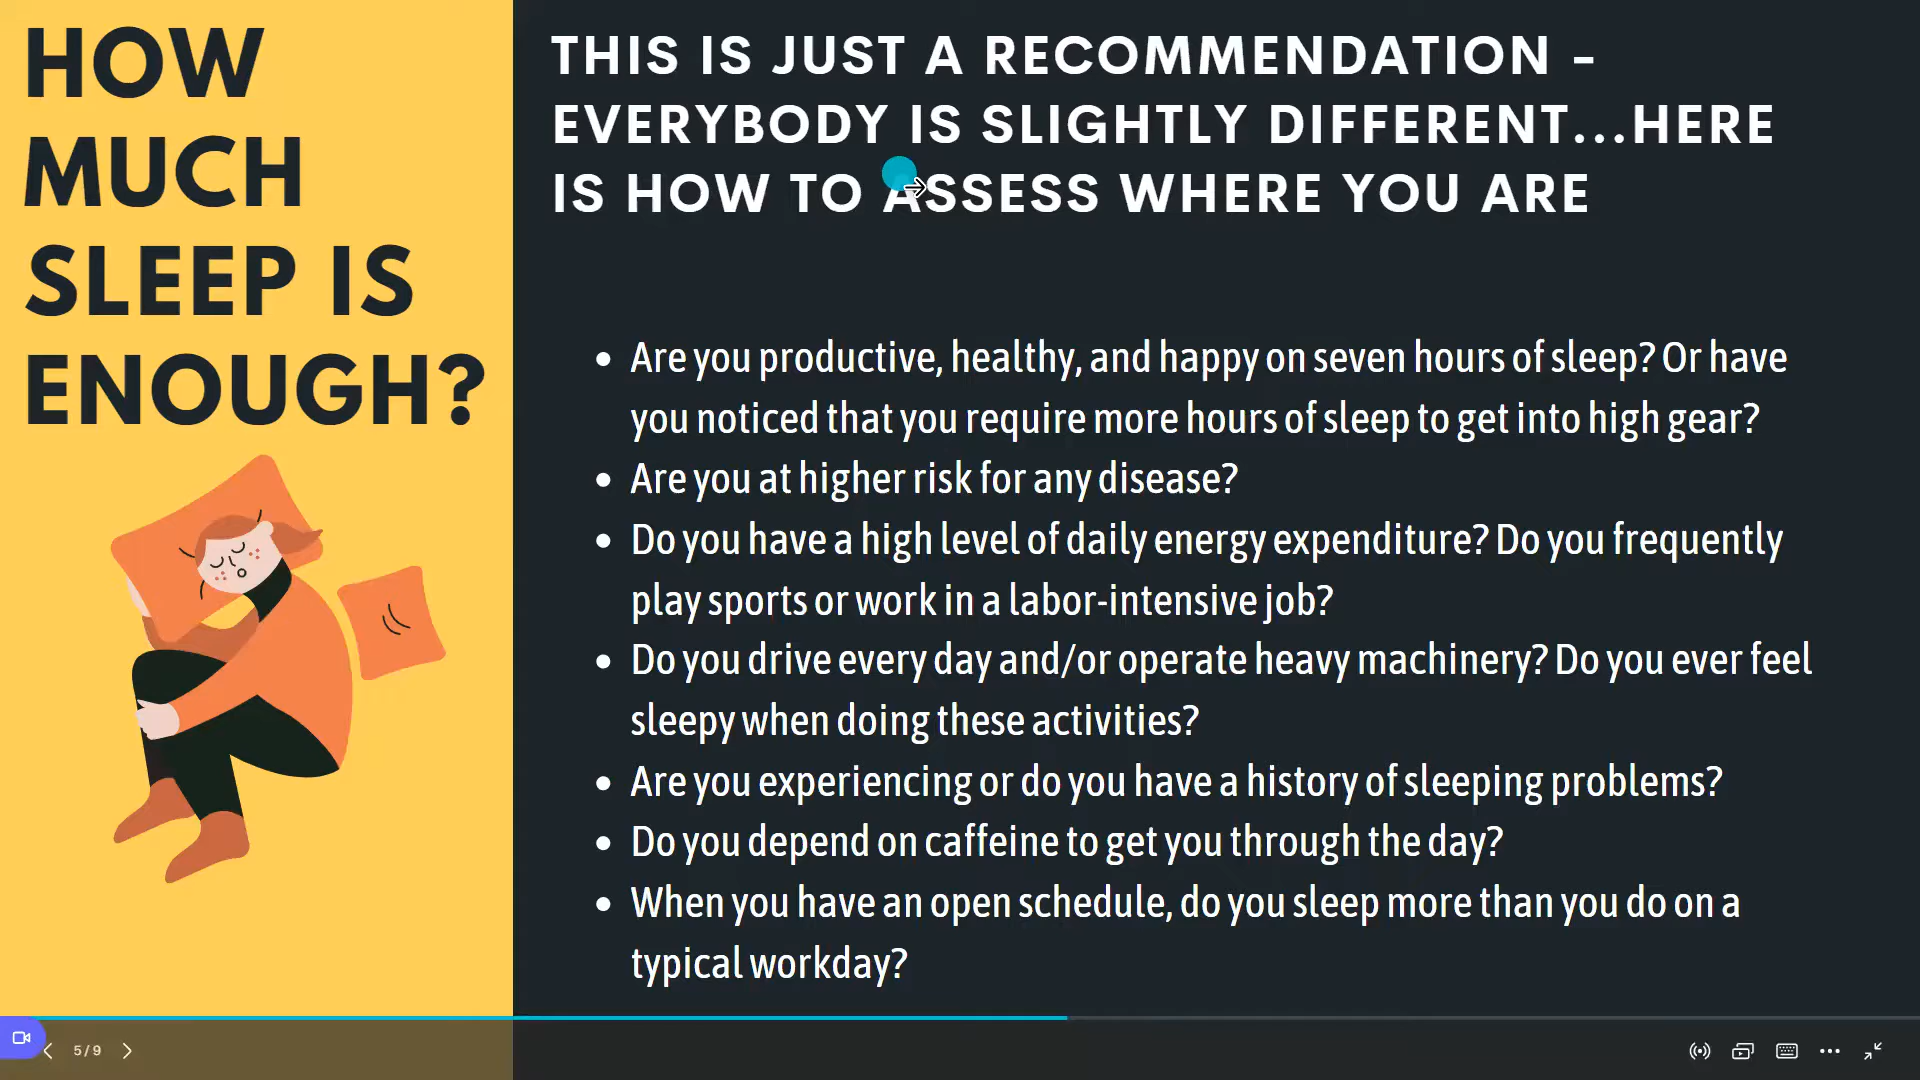 HOW
MUCH
SLEEP IS
ENOUGH?
THIS IS JUST A RECOMMENDATION -
EVERYBODY IS SLIGHTLY DIFFERENT...HERE
IS HOW TO ASSESS WHERE YOU ARE
• Are you productive, healthy, and happy on seven hours of sleep? Or have
you noticed that you require more hours of sleep to get into high gear?
• Are you at higher risk for any disease?
• Do you have a high level of daily energy expenditure? Do you frequently
play sports or work in a labor-intensive job?
• Do you drive every day and/or operate heavy machinery? Do you ever feel
sleepy when doing these activities?
• Are you experiencing or do you have a history of sleeping problems?
• Do you depend on caffeine to get you through the day?
• When you have an open schedule, do you sleep more than you do on a
typical workday?
5/9